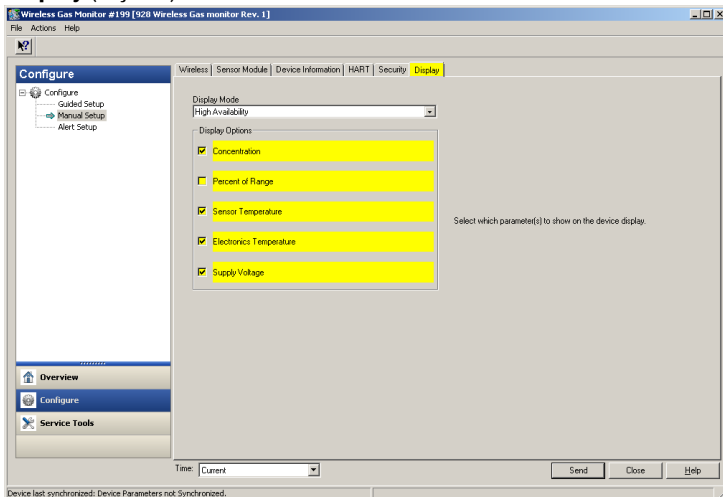 Wireless Gas Monitor #199 [928 Wireless Gas monitor Rev. 1]
File Actions Help
Configure
Wireless Sensor Module Device Information HART Security Display
Configure
Guided Setup
Manual Setup
Alert Setup
Display Mode
High Availability
Display Options
Concentration
Percent of Range
Sensor Temperature
Electronics Temperature
Supply Voltage
Select which parameter(s) to show on the device display.
Overview
Configure
Service Tools
Time: Current
Send Close Help
Device last synchronized: Device Parameters not Synchronized.